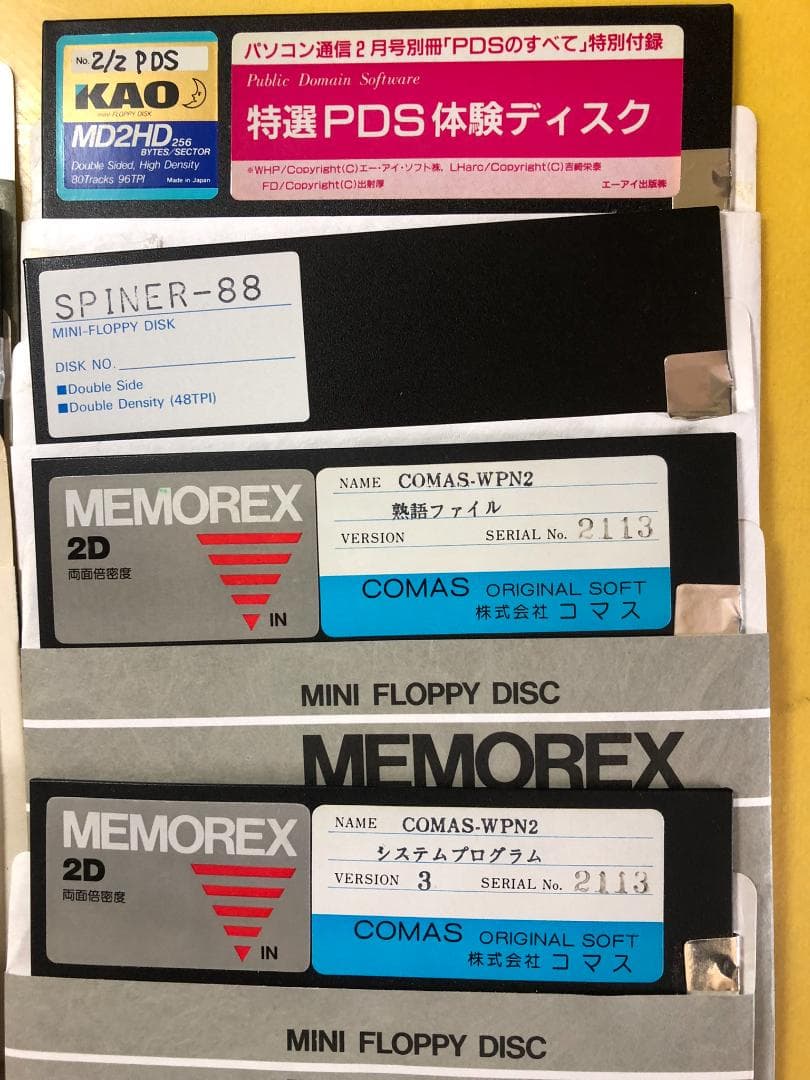 No. 2/2 PDS
KAO
mini FLOPPY DISK
MD2HD 256
BYTES/SECTOR
Double Sided, High Density
80Tracks 96TPI Made in Japan
パソコン通信2月号別冊「PDSのすべて」特別付録
Public Domain Software
特選PDS体験ディスク
※WHP/Copyright(C)エー・アイ・ソフト㈱, LHarc/Copyright(C)吉崎栄泰
FD/Copyright(C)出射厚
エーアイ出版㈱
SPINER-88
MINI-FLOPPY DISK
DISK NO.
■Double Side
■Double Density (48TPI)
MEMOREX
2D
両面倍密度
IN
NAME COMAS-WPN2
熟語ファイル
VERSION SERIAL No. 2113
COMAS ORIGINAL SOFT
株式会社 コマス
MINI FLOPPY DISC
MEMOREX
MEMOREX
2D
両面倍密度
IN
NAME COMAS-WPN2
システムプログラム
VERSION 3 SERIAL No. 2113
COMAS ORIGINAL SOFT
株式会社 コマス
MINI FLOPPY DISC